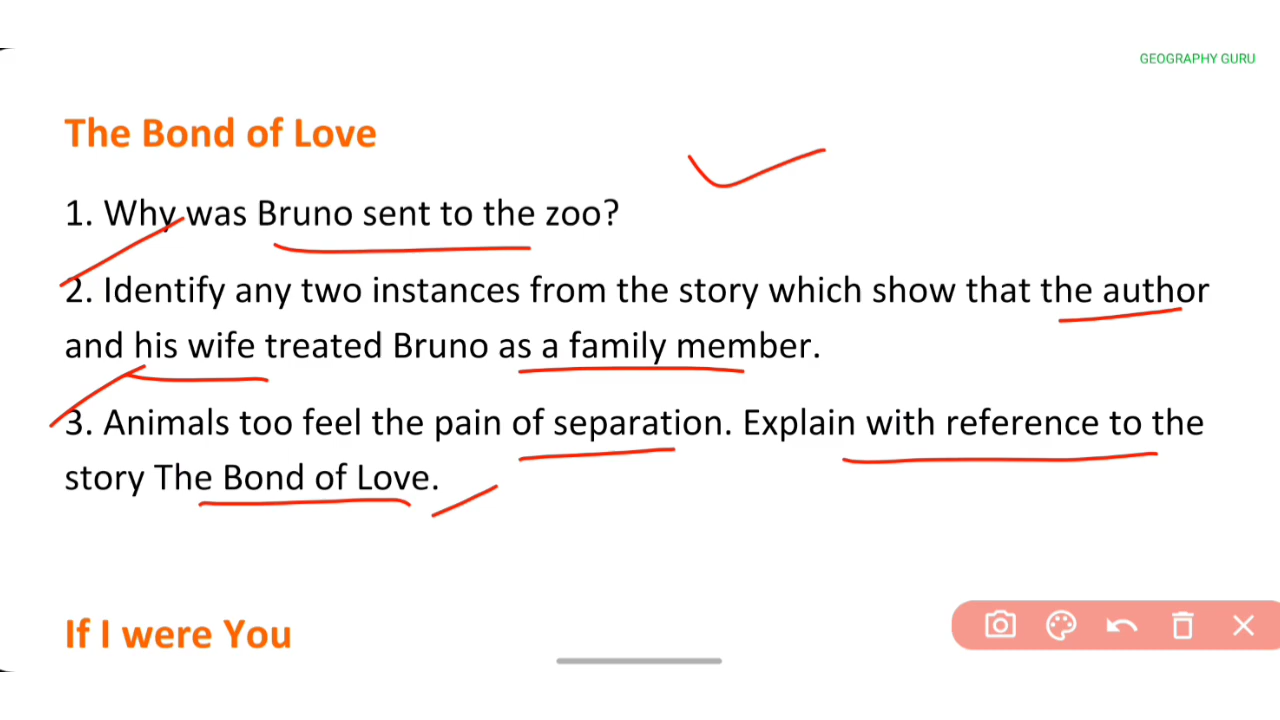 GEOGRAPHY GURU
The Bond of Love
1. Why was Bruno sent to the zoo?
2. Identify any two instances from the story which show that the author
and his wife treated Bruno as a family member.
3. Animals too feel the pain of separation. Explain with reference to the
story The Bond of Love.
If I were You